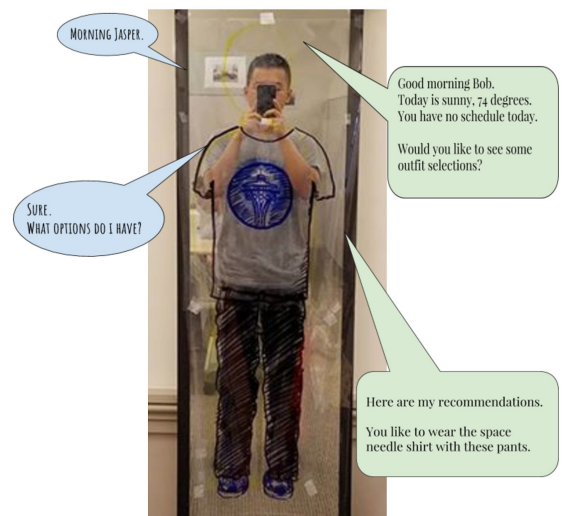 Morning Jasper.
Good morning Bob.
Today is sunny, 74 degrees.
You have no schedule today.
Would you like to see some
outfit selections?
Sure.
What options do I have?
Here are my recommendations.
You like to wear the space
needle shirt with these pants.